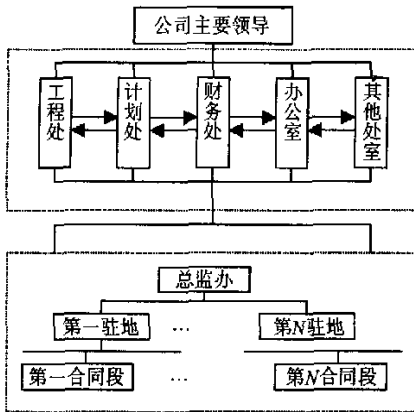 公司主要领导
工程处
计划处
财务处
办公室
其他处室
总监办
第一驻地 … 第N驻地
第一合同段 … 第N合同段